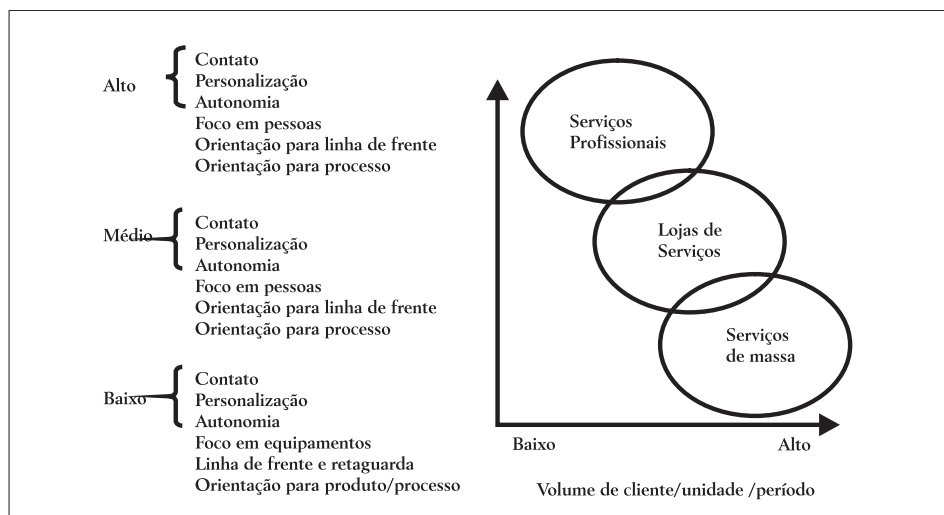 Alto
Contato
Personalização
Autonomia
Foco em pessoas
Orientação para linha de frente
Orientação para processo
Médio
Contato
Personalização
Autonomia
Foco em pessoas
Orientação para linha de frente
Orientação para processo
Baixo
Contato
Personalização
Autonomia
Foco em equipamentos
Linha de frente e retaguarda
Orientação para produto/processo
Serviços
Profissionais
Lojas de
Serviços
Serviços
de massa
Baixo
Alto
Volume de cliente/unidade /período